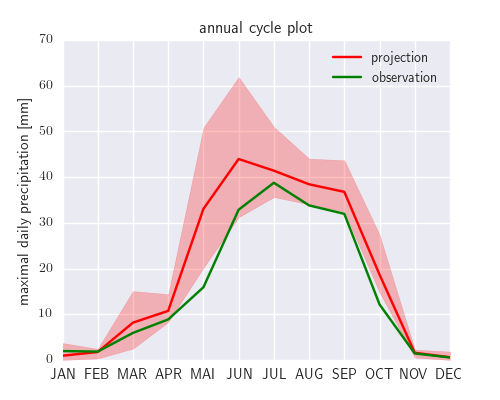 annual cycle plot
projection
observation
maximal daily precipitation [mm]
70
60
50
40
30
20
10
0
JAN FEB MAR APR MAI JUN JUL AUG SEP OCT NOV DEC